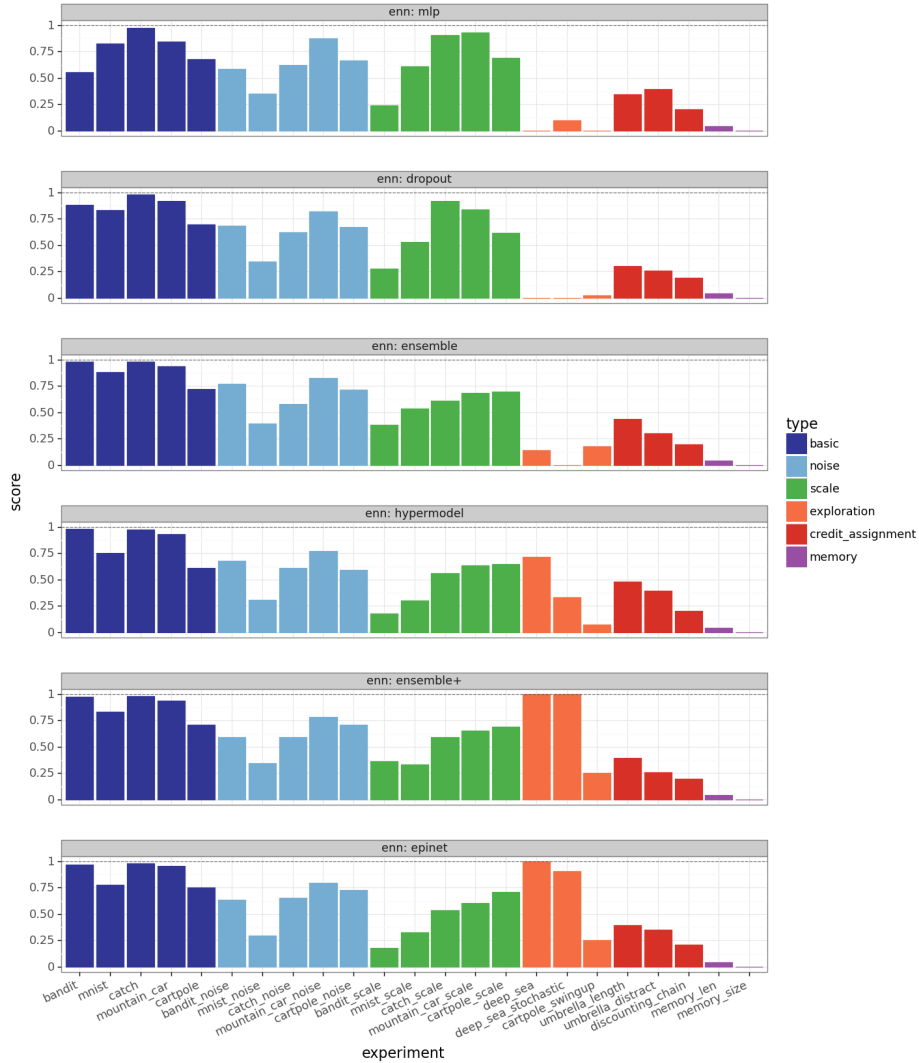 enn: mlp
1
0.75
0.50
0.25
0
enn: dropout
1
0.75
0.50
0.25
0
enn: ensemble
1
0.75
0.50
0.25
0
enn: hypermodel
1
0.75
0.50
0.25
0
enn: ensemble+
1
0.75
0.50
0.25
0
enn: epinet
1
0.75
0.50
0.25
0
score
bandit
mnist
catch
mountain_car
cartpole
bandit_noise
mnist_noise
catch_noise
mountain_car_noise
cartpole_noise
bandit_scale
mnist_scale
catch_scale
mountain_car_scale
cartpole_scale
deep_sea
deep_sea_stochastic
cartpole_swingup
umbrella_length
umbrella_distract
discounting_chain
memory_len
memory_size
experiment
type
basic
noise
scale
exploration
credit_assignment
memory